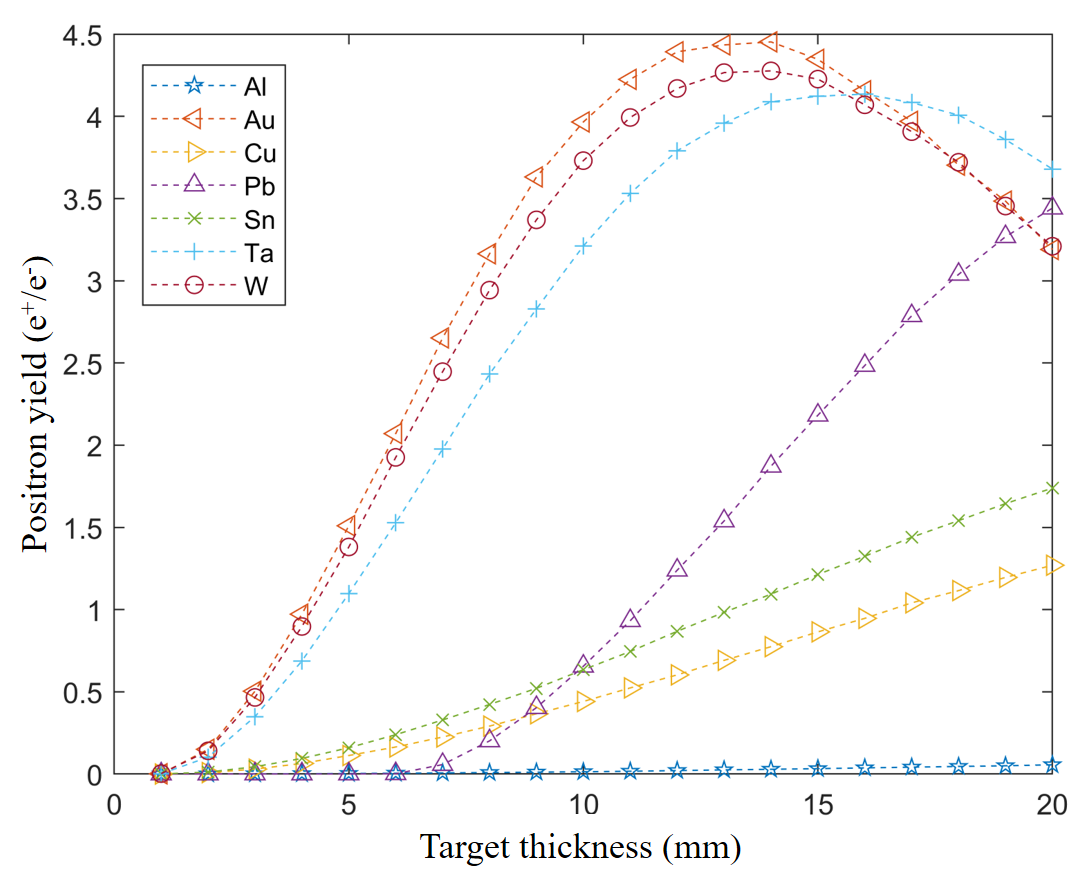 4.5
4
3.5
3
2.5
2
1.5
1
0.5
0
Al
Au
Cu
Pb
Sn
Ta
W
Positron yield (e⁺/e⁻)
0 5 10 15 20
Target thickness (mm)